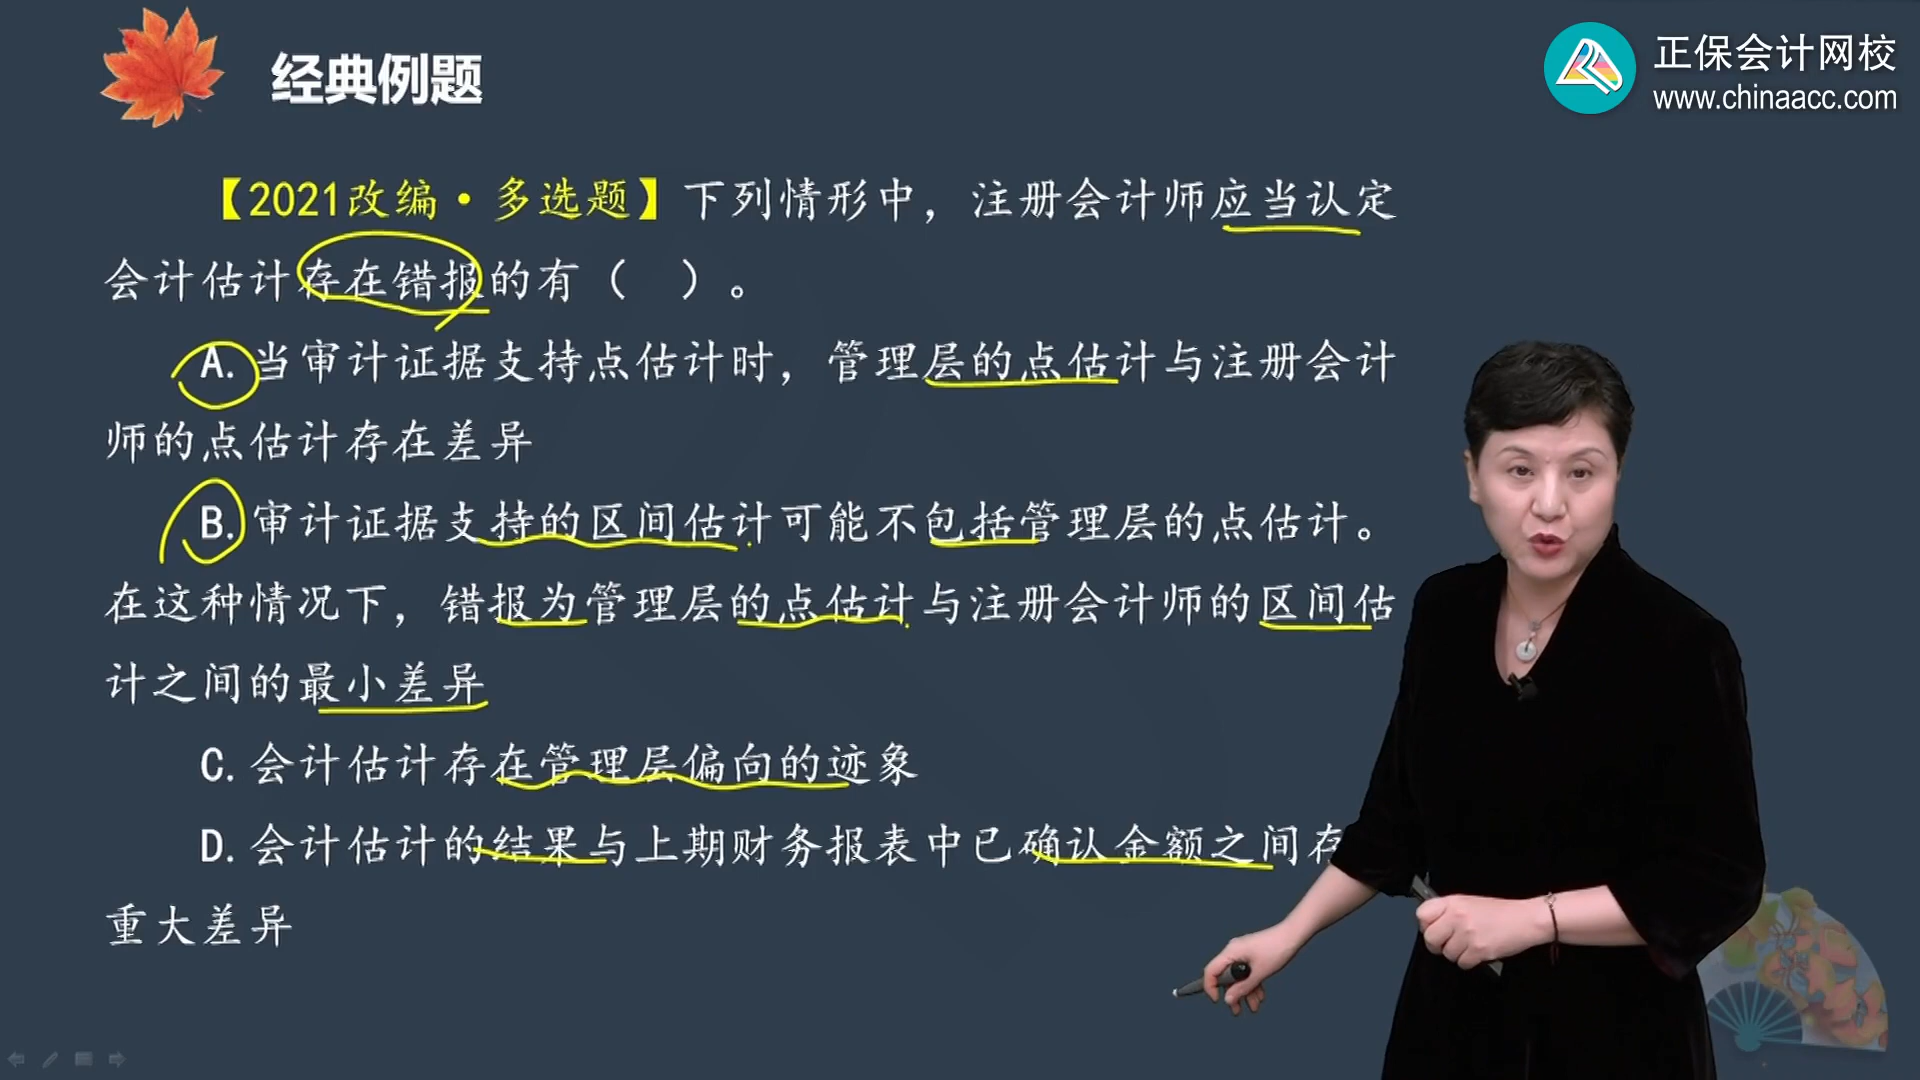 经典例题
正保会计网校
www.chinaacc.com
【2021改编·多选题】下列情形中，注册会计师应当认定
会计估计存在错报的有（ ）。
A.当审计证据支持点估计时，管理层的点估计与注册会计
师的点估计存在差异
B.审计证据支持的区间估计可能不包括管理层的点估计。
在这种情况下，错报为管理层的点估计与注册会计师的区间估
计之间的最小差异
C.会计估计存在管理层偏向的迹象
D.会计估计的结果与上期财务报表中已确认金额之间存
重大差异